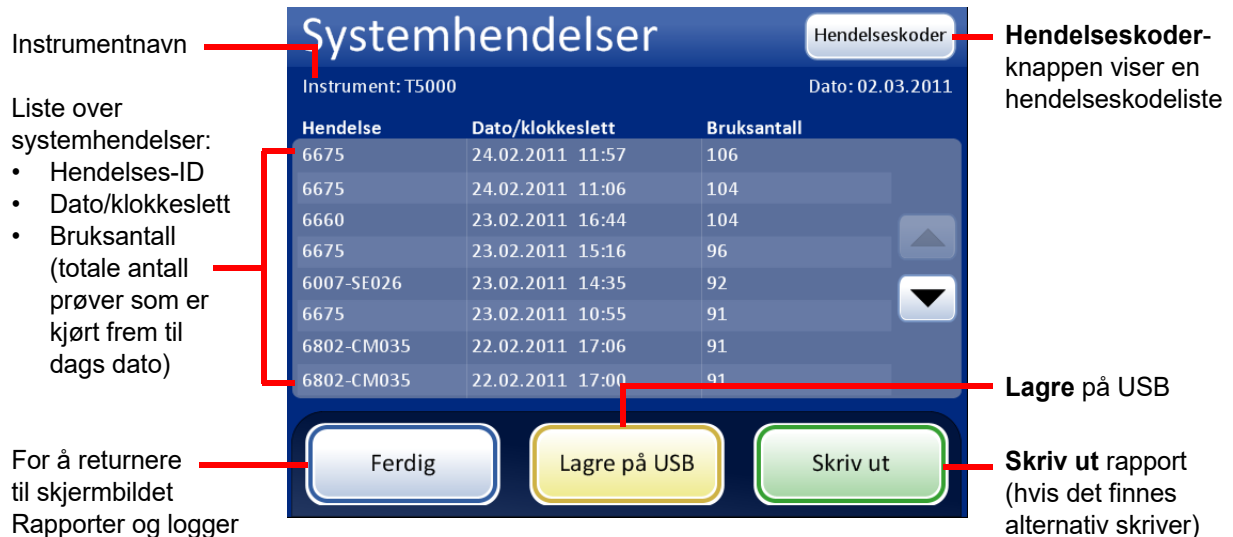 Instrumentnavn
Liste over
systemhendelser:
• Hendelses-ID
• Dato/klokkeslett
• Bruksantall
(totale antall
prøver som er
kjørt frem til
dags dato)
For å returnere
til skjermbildet
Rapporter og logger
Systemhendelser
Hendelseskoder
Instrument: T5000 Dato: 02.03.2011
Hendelse Dato/klokkeslett Bruksantall
6675 24.02.2011 11:57 106
6675 24.02.2011 11:06 104
6660 23.02.2011 16:44 104
6675 23.02.2011 15:16 96
6007-SE026 23.02.2011 14:35 92
6675 23.02.2011 10:55 91
6802-CM035 22.02.2011 17:06 91
6802-CM035 22.02.2011 17:00 91
Ferdig Lagre på USB Skriv ut
Hendelseskoder-
knappen viser en
hendelseskodeliste
Lagre på USB
Skriv ut rapport
(hvis det finnes
alternativ skriver)